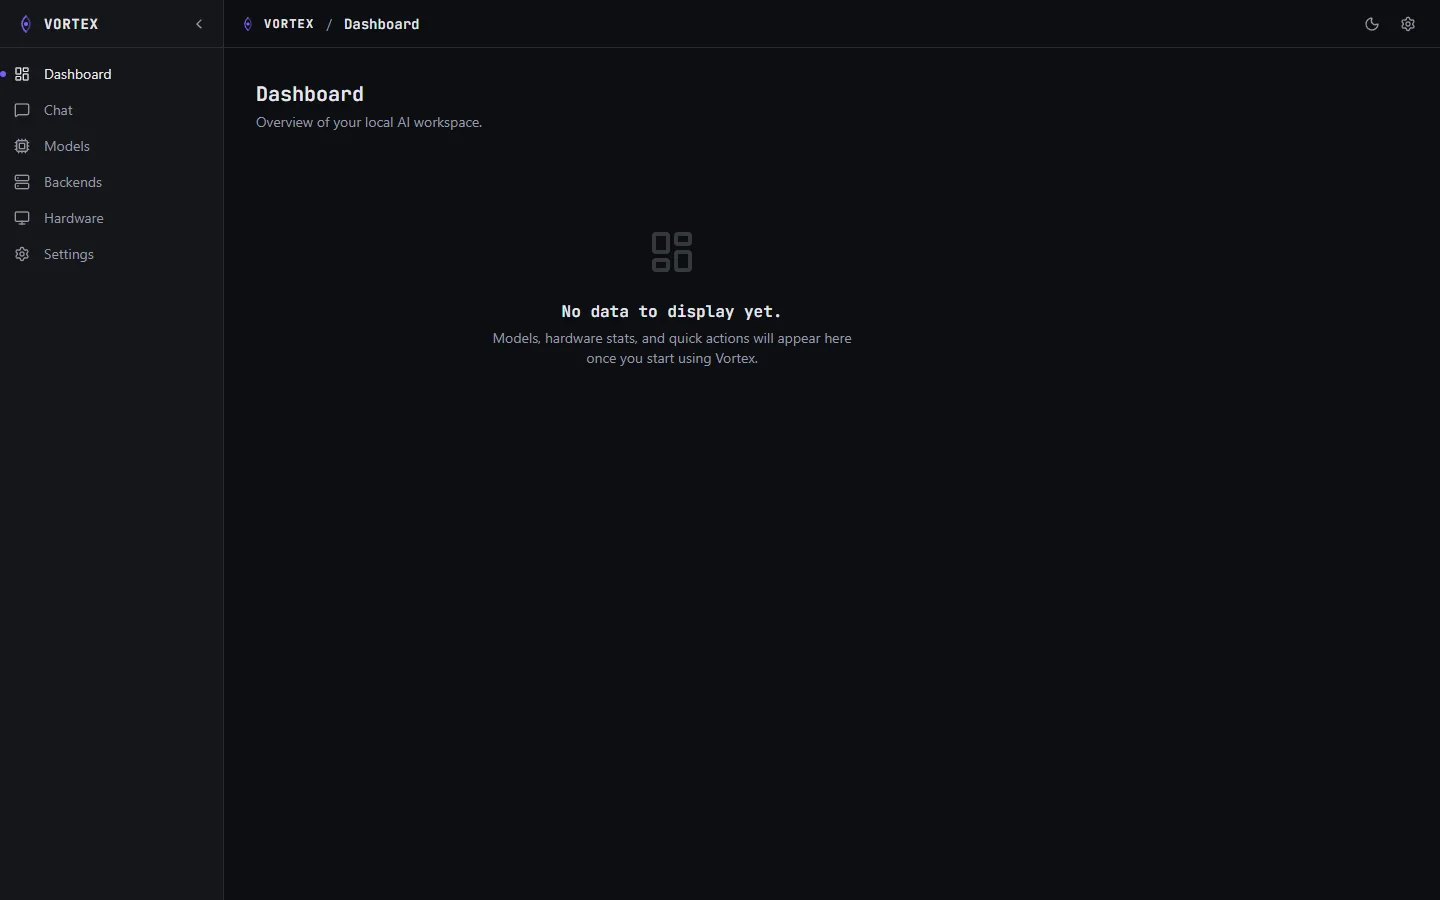 VORTEX
VORTEX / Dashboard
Dashboard
Chat
Models
Backends
Hardware
Settings
Dashboard
Overview of your local AI workspace.
No data to display yet.
Models, hardware stats, and quick actions will appear here
once you start using Vortex.